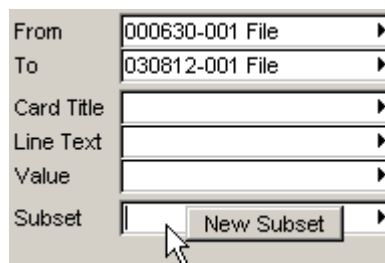 From 000630-001 File
To 030812-001 File
Card Title
Line Text
Value
Subset New Subset